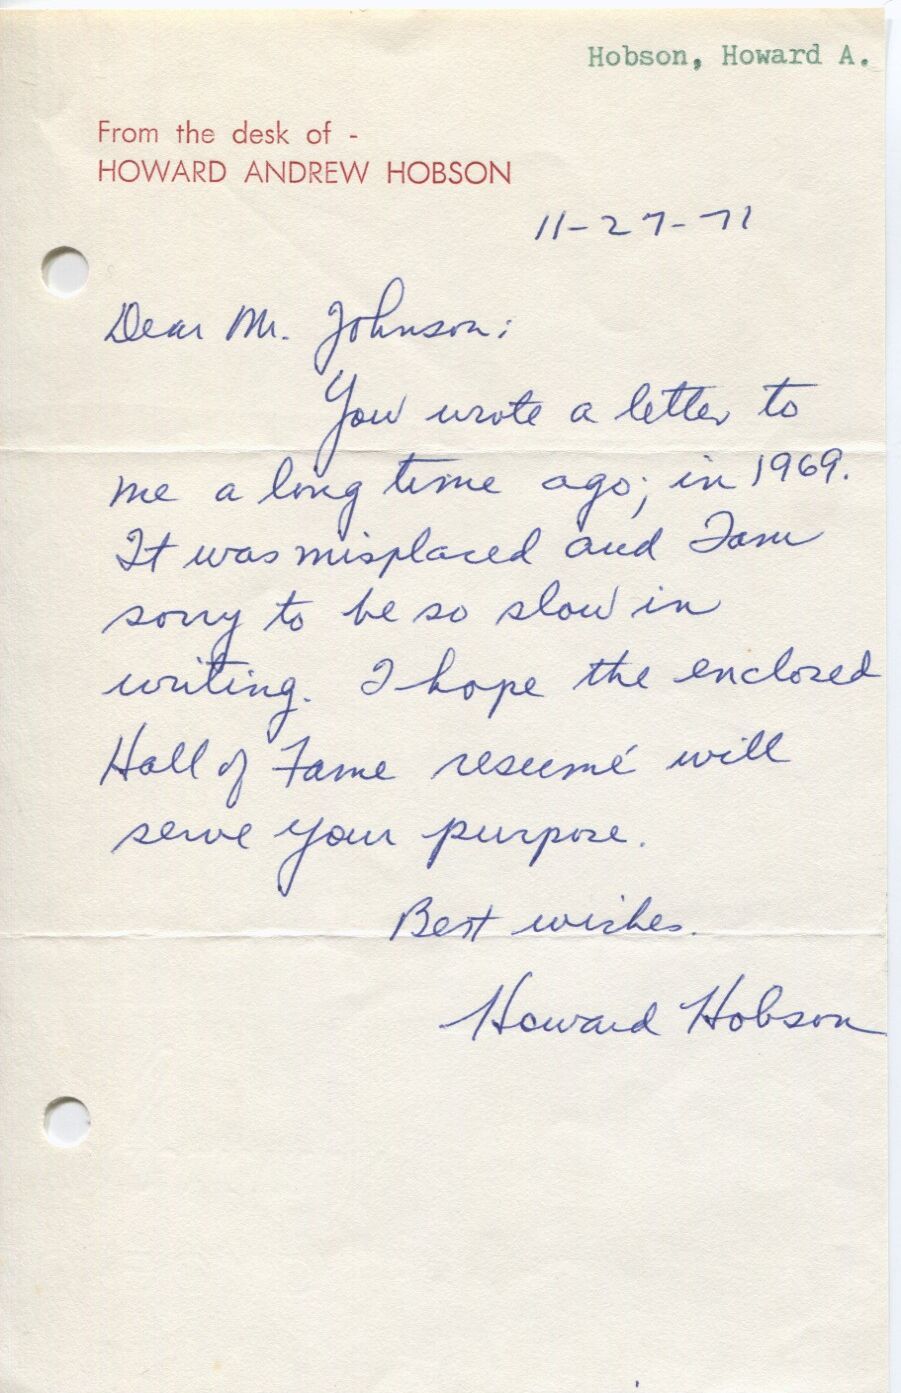 Hobson, Howard A.
From the desk of -
HOWARD ANDREW HOBSON
11-27-71
Dear Mr. Johnson:
You wrote a letter to
me a long time ago; in 1969.
It was misplaced and I am
sorry to be so slow in
writing. I hope the enclosed
Hall of Fame resumé will
serve your purpose.
Best wishes.
Howard Hobson